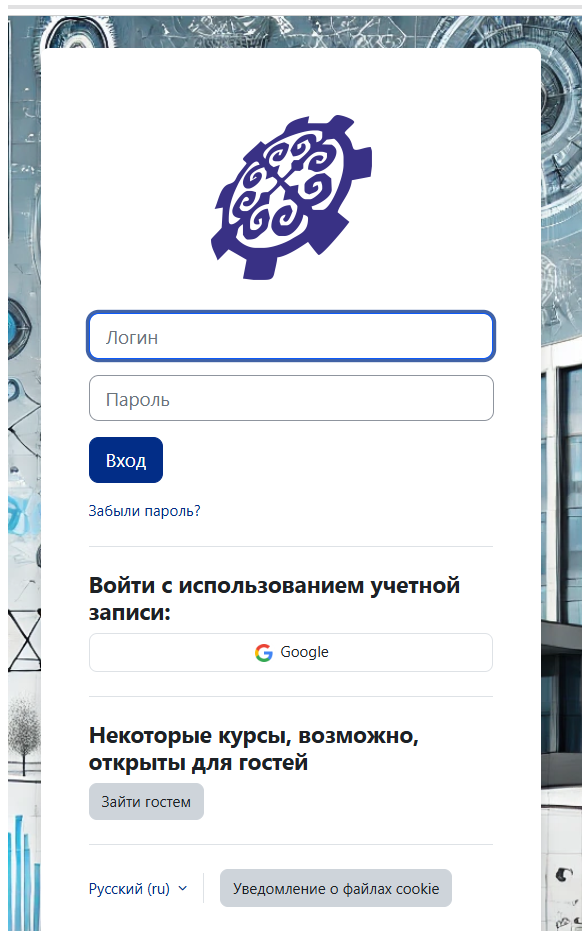 Логин
Пароль
Вход
Забыли пароль?
Войти с использованием учетной
записи:
Google
Некоторые курсы, возможно,
открыты для гостей
Зайти гостем
Русский (ru)
Уведомление о файлах cookie